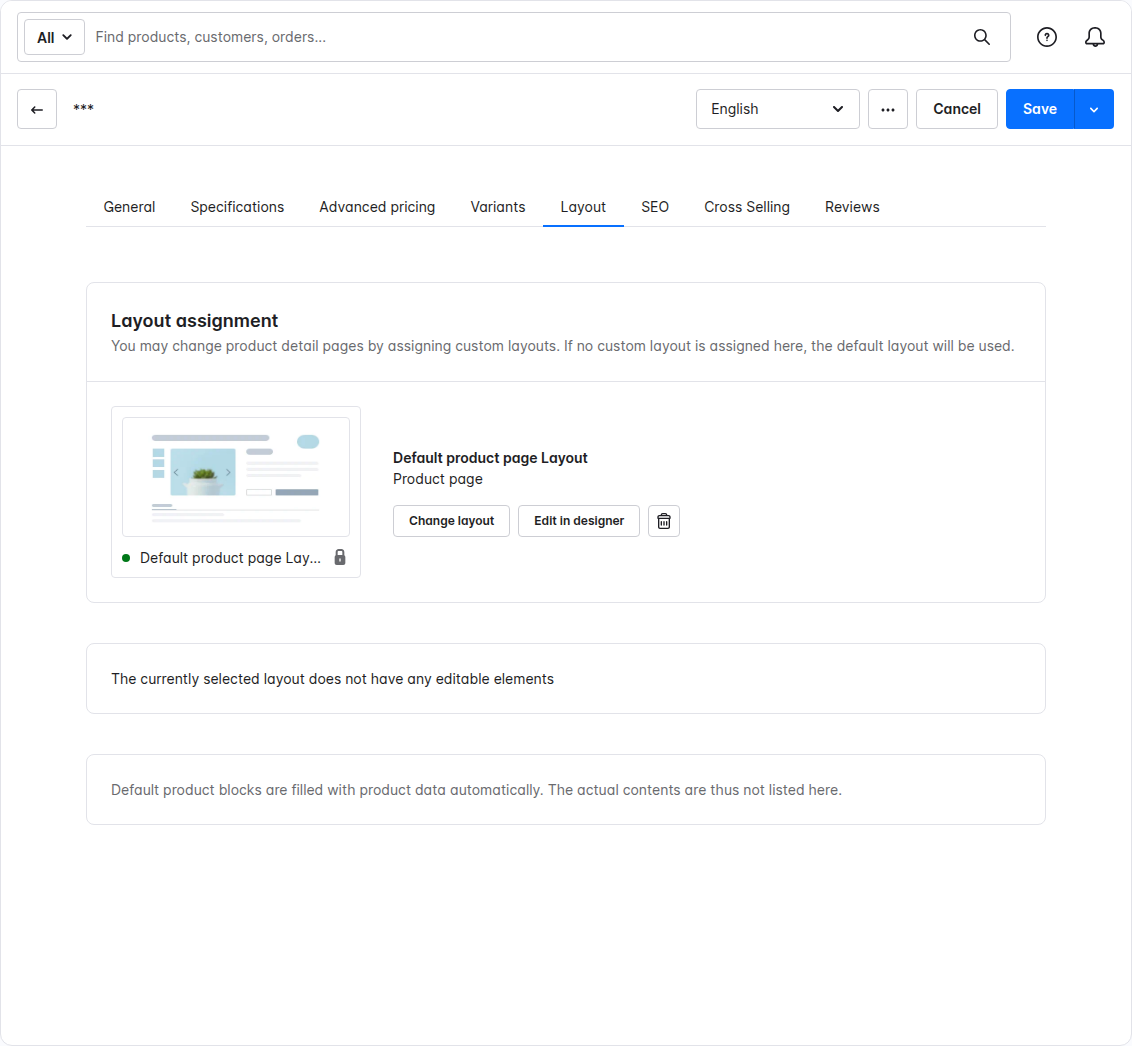 All
Find products, customers, orders...
***
English
Cancel
Save
General
Specifications
Advanced pricing
Variants
Layout
SEO
Cross Selling
Reviews
Layout assignment
You may change product detail pages by assigning custom layouts. If no custom layout is assigned here, the default layout will be used.
Default product page Lay...
Default product page Layout
Product page
Change layout
Edit in designer
The currently selected layout does not have any editable elements
Default product blocks are filled with product data automatically. The actual contents are thus not listed here.